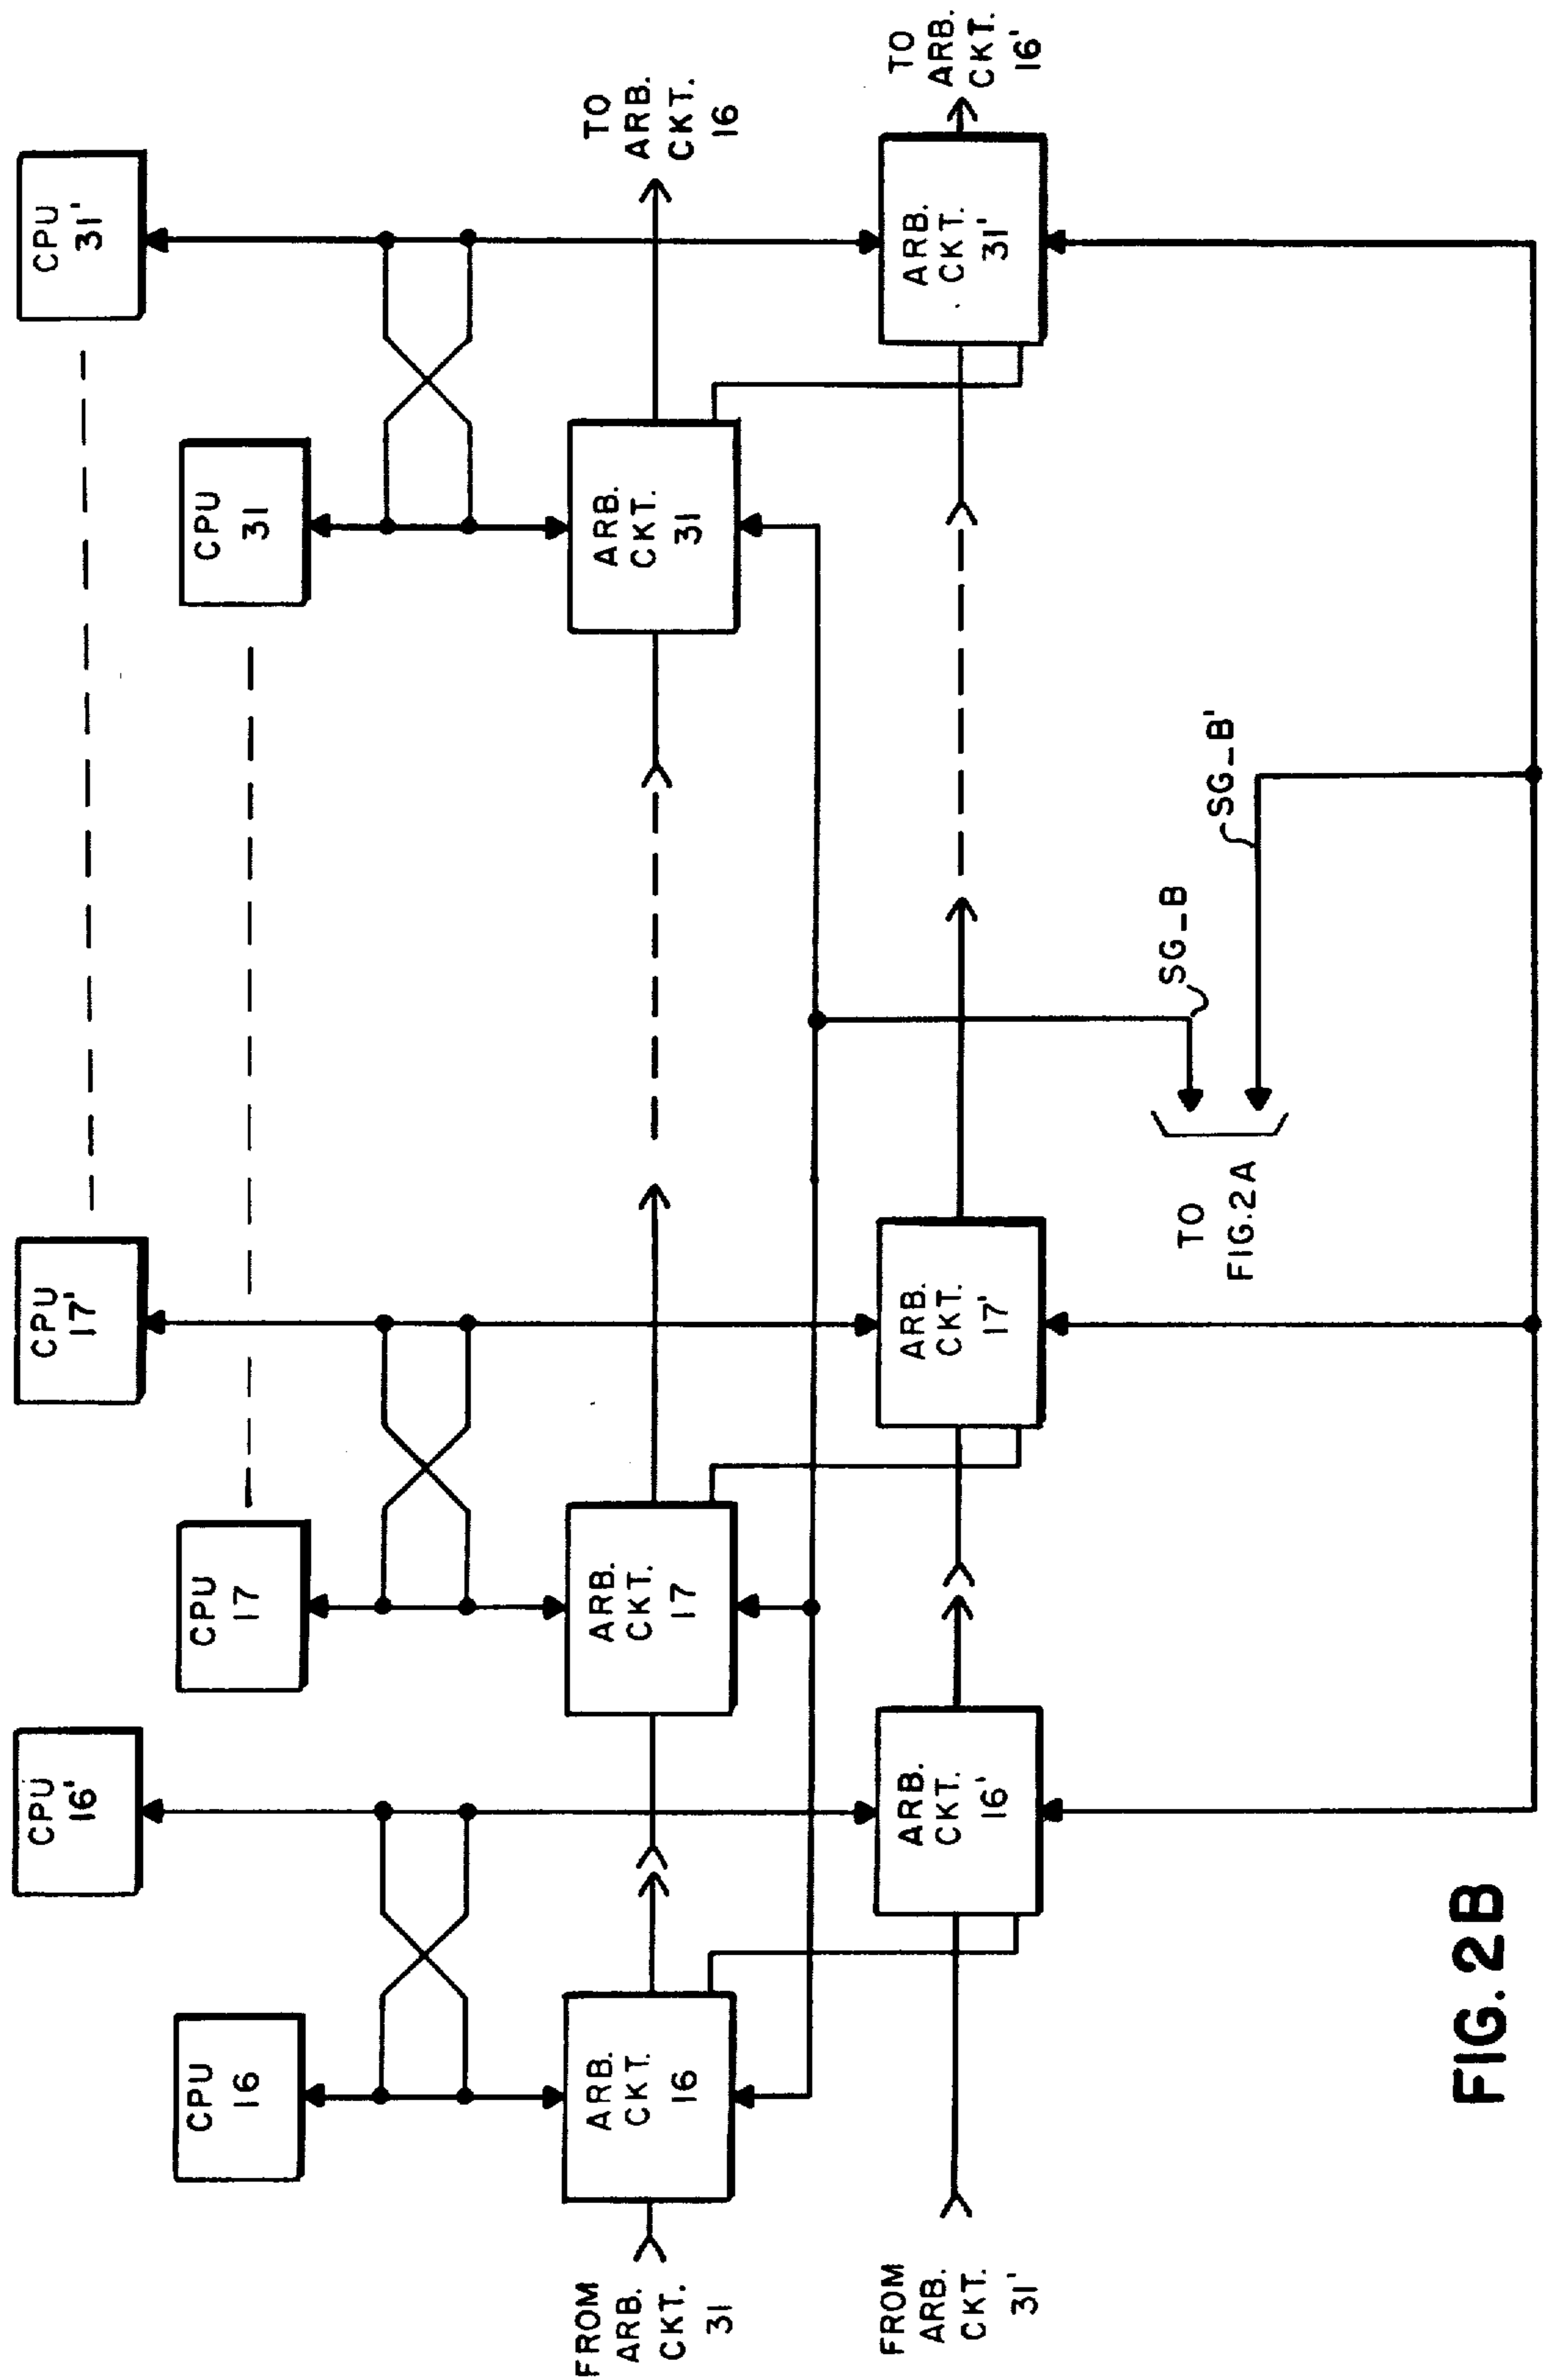 CPU
16'
CPU
17'
CPU
31'
CPU
16
CPU
17
CPU
31
FROM
ARB.
CKT.
31
ARB.
CKT.
16
ARB.
CKT.
17
ARB.
CKT.
31
TO
ARB.
CKT.
16
FROM
ARB.
CKT.
31'
ARB.
CKT.
16'
ARB.
CKT.
17'
ARB.
CKT.
31'
TO
ARB.
CKT.
16'
SG_B
SG_B'
TO
FIG.2A
FIG. 2B